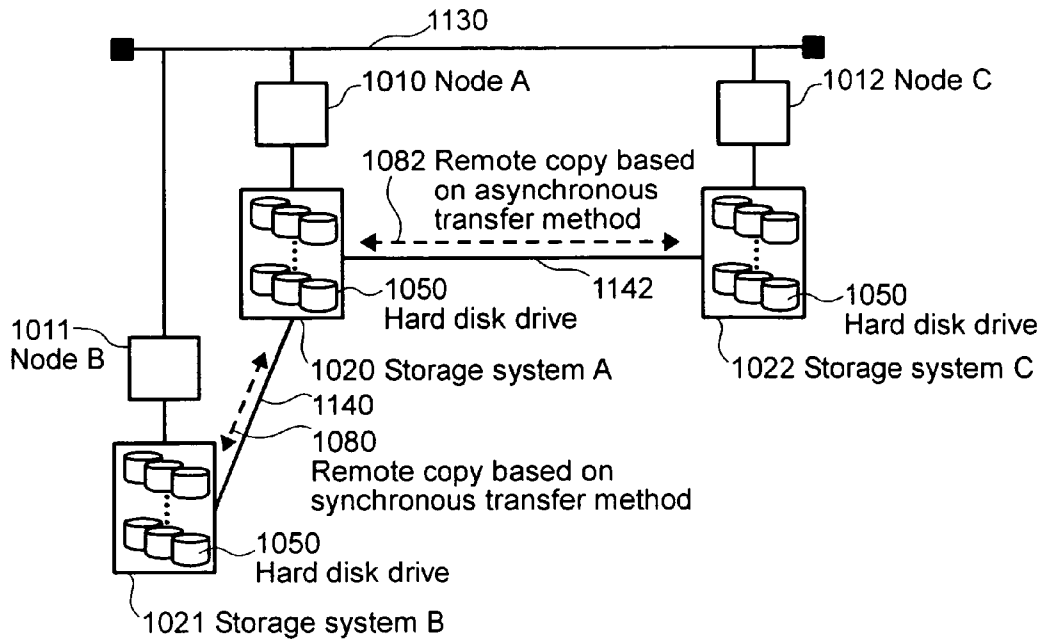 1130
1010 Node A
1012 Node C
1082 Remote copy based
on asynchronous
transfer method
1050
Hard disk drive
1142
1050
Hard disk drive
1011
Node B
1020 Storage system A
1022 Storage system C
1140
1080
Remote copy based on
synchronous transfer method
1050
Hard disk drive
1021 Storage system B